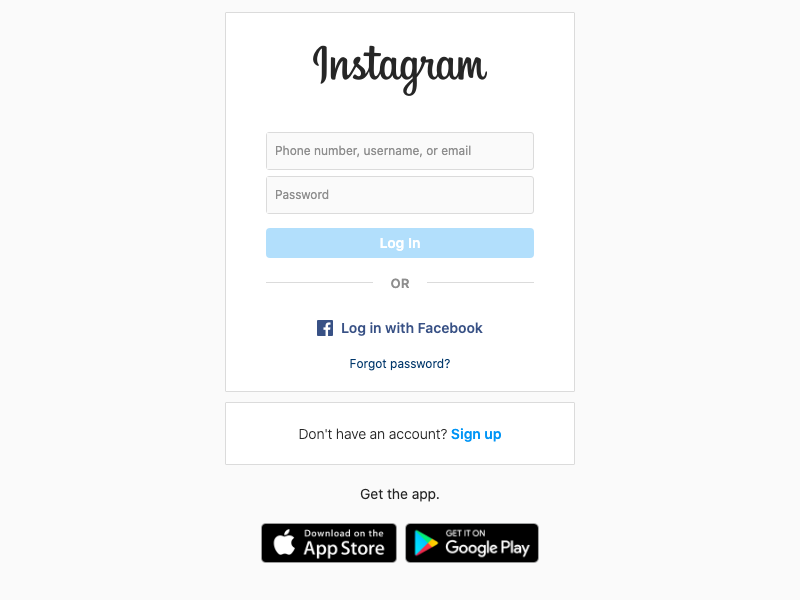 Instagram
Phone number, username, or email
Password
Log In
OR
Log in with Facebook
Forgot password?
Don't have an account? Sign up
Get the app.
Download on the
App Store
GET IT ON
Google Play